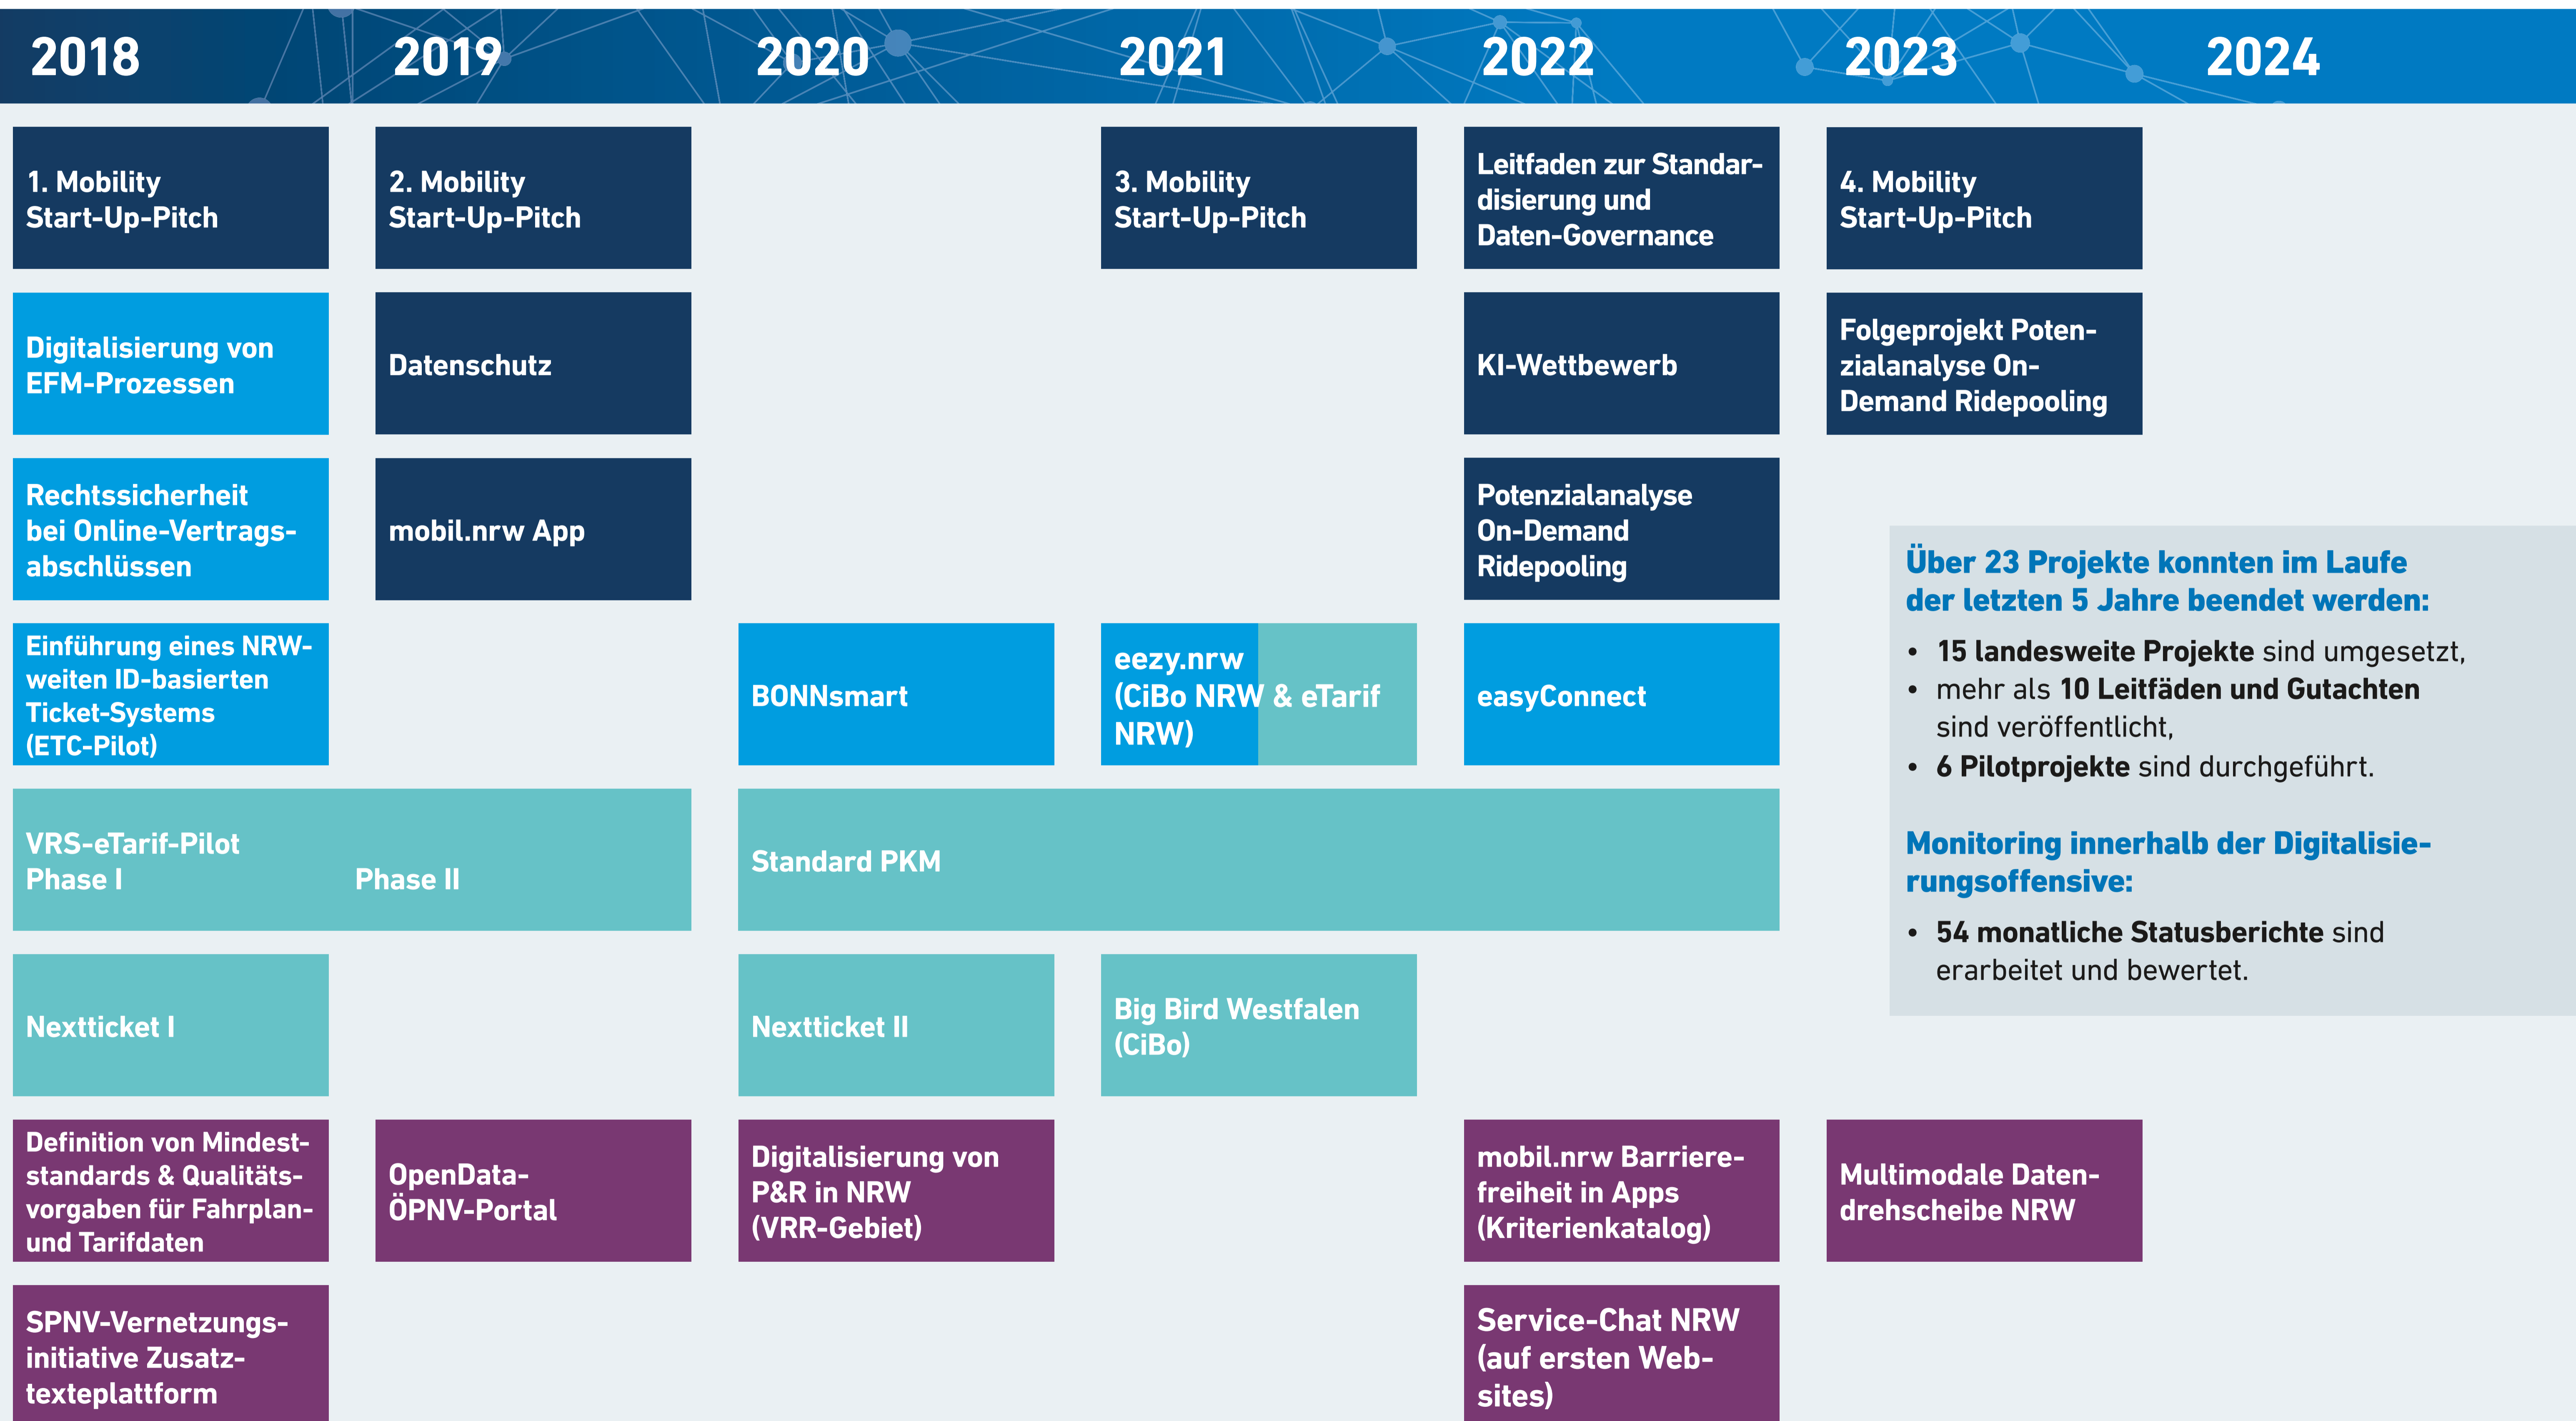 2018 2019 2020 2021 2022 2023 2024
1. Mobility
Start-Up-Pitch
2. Mobility
Start-Up-Pitch
3. Mobility
Start-Up-Pitch
Leitfaden zur Standar-
disierung und
Daten-Governance
4. Mobility
Start-Up-Pitch
Digitalisierung von
EFM-Prozessen
Datenschutz
KI-Wettbewerb
Folgeprojekt Poten-
zialanalyse On-
Demand Ridepooling
Rechtssicherheit
bei Online-Vertrags-
abschlüssen
mobil.nrw App
Potenzialanalyse
On-Demand
Ridepooling
Einführung eines NRW-
weiten ID-basierten
Ticket-Systems
(ETC-Pilot)
BONNsmart
eezy.nrw
(CiBo NRW & eTarif
NRW)
easyConnect
VRS-eTarif-Pilot
Phase I Phase II
Standard PKM
Nextticket I
Nextticket II
Big Bird Westfalen
(CiBo)
Definition von Mindest-
standards & Qualitäts-
vorgaben für Fahrplan-
und Tarifdaten
OpenData-
ÖPNV-Portal
Digitalisierung von
P&R in NRW
(VRR-Gebiet)
mobil.nrw Barriere-
freiheit in Apps
(Kriterienkatalog)
Multimodale Daten-
drehscheibe NRW
SPNV-Vernetzungs-
initiative Zusatz-
texteplattform
Service-Chat NRW
(auf ersten Web-
sites)
Über 23 Projekte konnten im Laufe
der letzten 5 Jahre beendet werden:
• 15 landesweite Projekte sind umgesetzt,
• mehr als 10 Leitfäden und Gutachten
sind veröffentlicht,
• 6 Pilotprojekte sind durchgeführt.
Monitoring innerhalb der Digitalisie-
rungsoffensive:
• 54 monatliche Statusberichte sind
erarbeitet und bewertet.